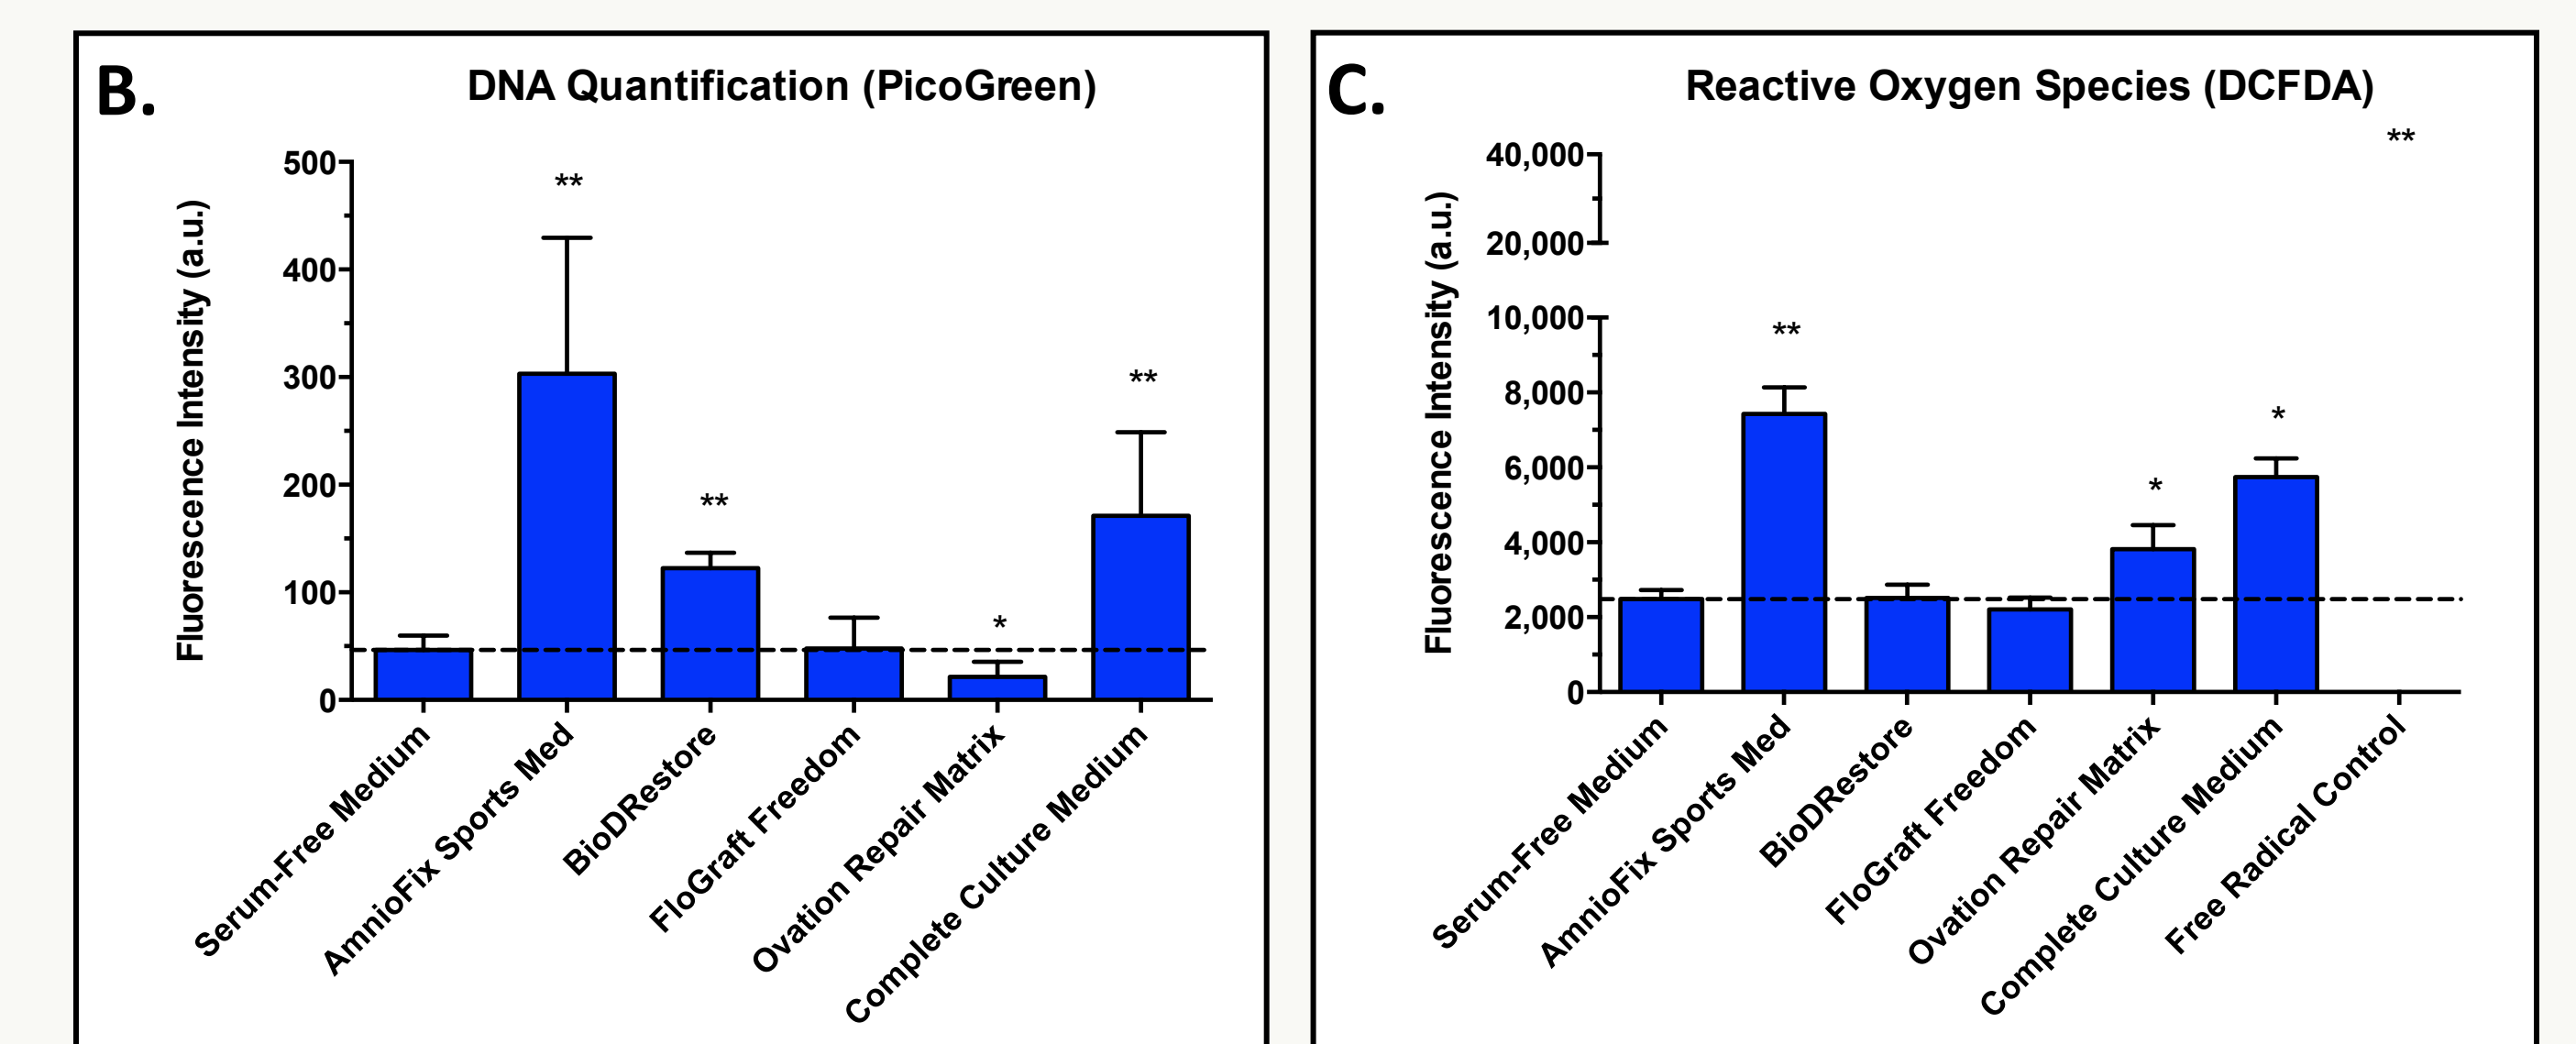 B.
DNA Quantification (PicoGreen)
Fluorescence Intensity (a.u.)
500
400
300
200
100
0
**
**
*
**
Serum-Free Medium
AmnioFix Sports Med
BioDRestore
FloGraft Freedom
Ovation Repair Matrix
Complete Culture Medium
C.
Reactive Oxygen Species (DCFDA)
Fluorescence Intensity (a.u.)
40,000
20,000
10,000
8,000
6,000
4,000
2,000
0
**
*
*
**
Serum-Free Medium
AmnioFix Sports Med
BioDRestore
FloGraft Freedom
Ovation Repair Matrix
Complete Culture Medium
Free Radical Control